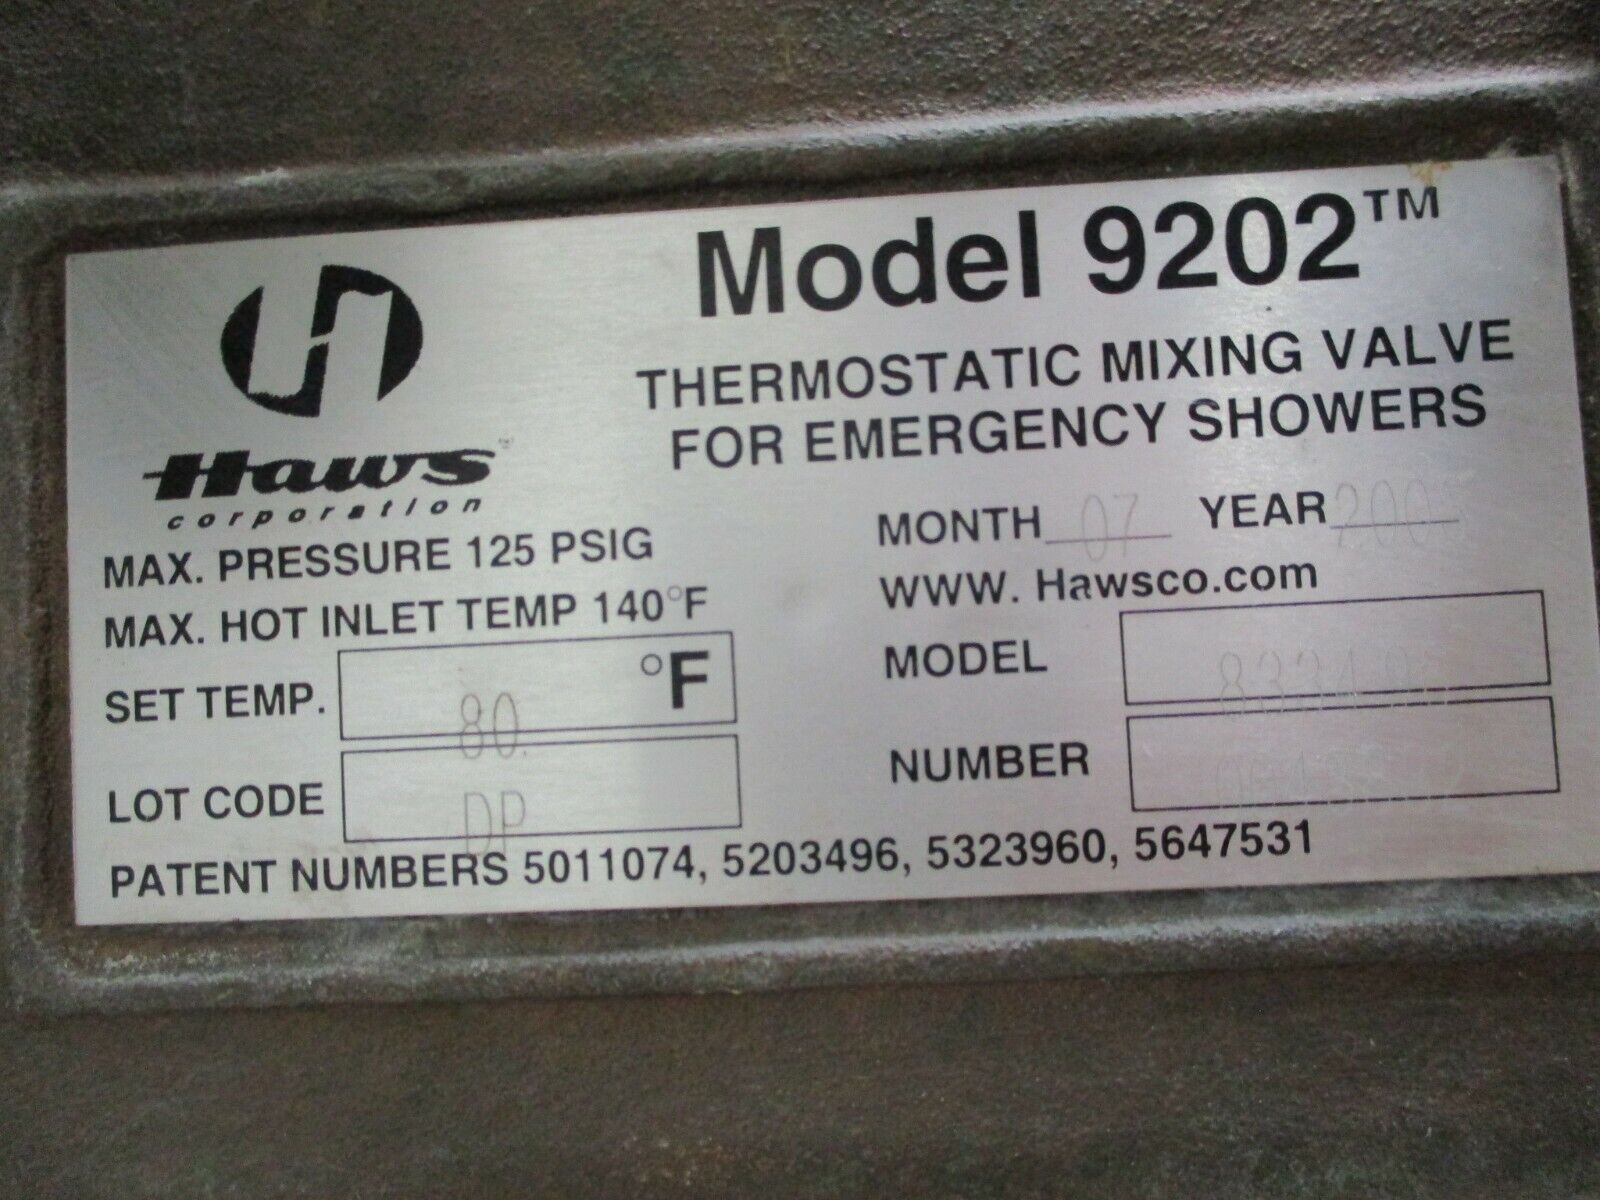 Model 9202™
THERMOSTATIC MIXING VALVE
FOR EMERGENCY SHOWERS
Haws™
corporation
MAX. PRESSURE 125 PSIG
MAX. HOT INLET TEMP 140°F
SET TEMP. 80. °F
LOT CODE DP
MONTH 07 YEAR
WWW. Hawsco.com
MODEL
NUMBER
PATENT NUMBERS 5011074, 5203496, 5323960, 5647531